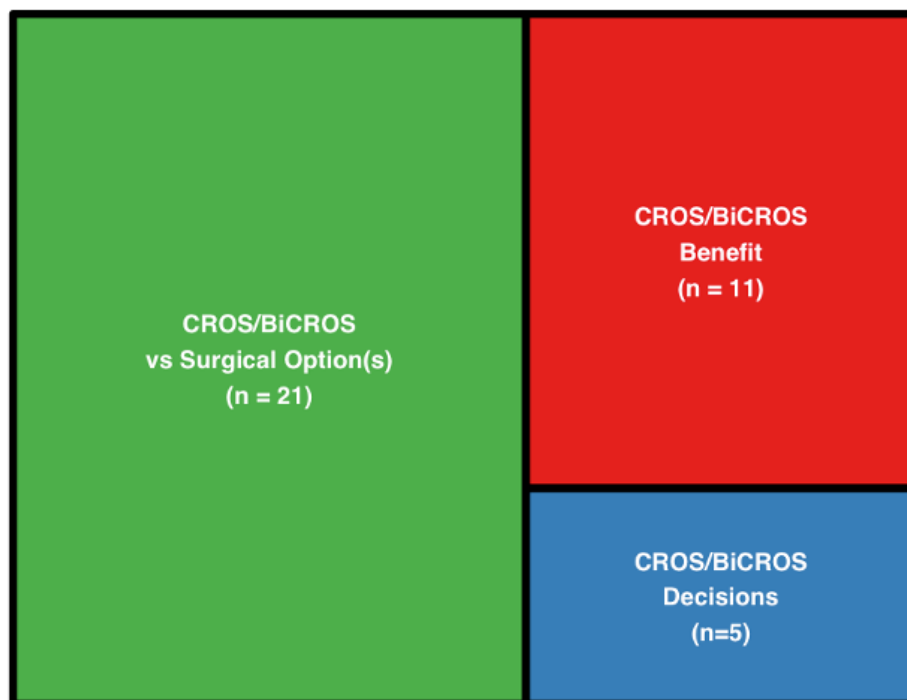 CROS/BiCROS
vs Surgical Option(s)
(n = 21)
CROS/BiCROS
Benefit
(n = 11)
CROS/BiCROS
Decisions
(n=5)